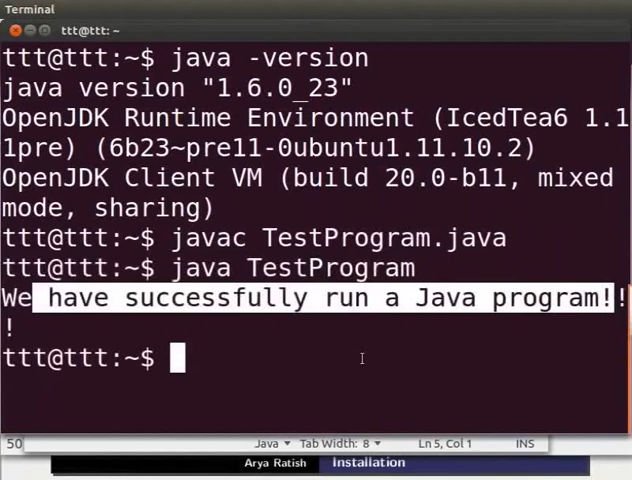 Terminal
ttt@ttt: ~
ttt@ttt:~$ java -version
java version "1.6.0_23"
OpenJDK Runtime Environment (IcedTea6 1.1
1pre) (6b23~pre11-0ubuntu1.11.10.2)
OpenJDK Client VM (build 20.0-b11, mixed
mode, sharing)
ttt@ttt:~$ javac TestProgram.java
ttt@ttt:~$ java TestProgram
We have successfully run a Java program!!
!
ttt@ttt:~$
50 Java Tab Width: 8 Ln 5, Col 1 INS
Arya Ratish Installation